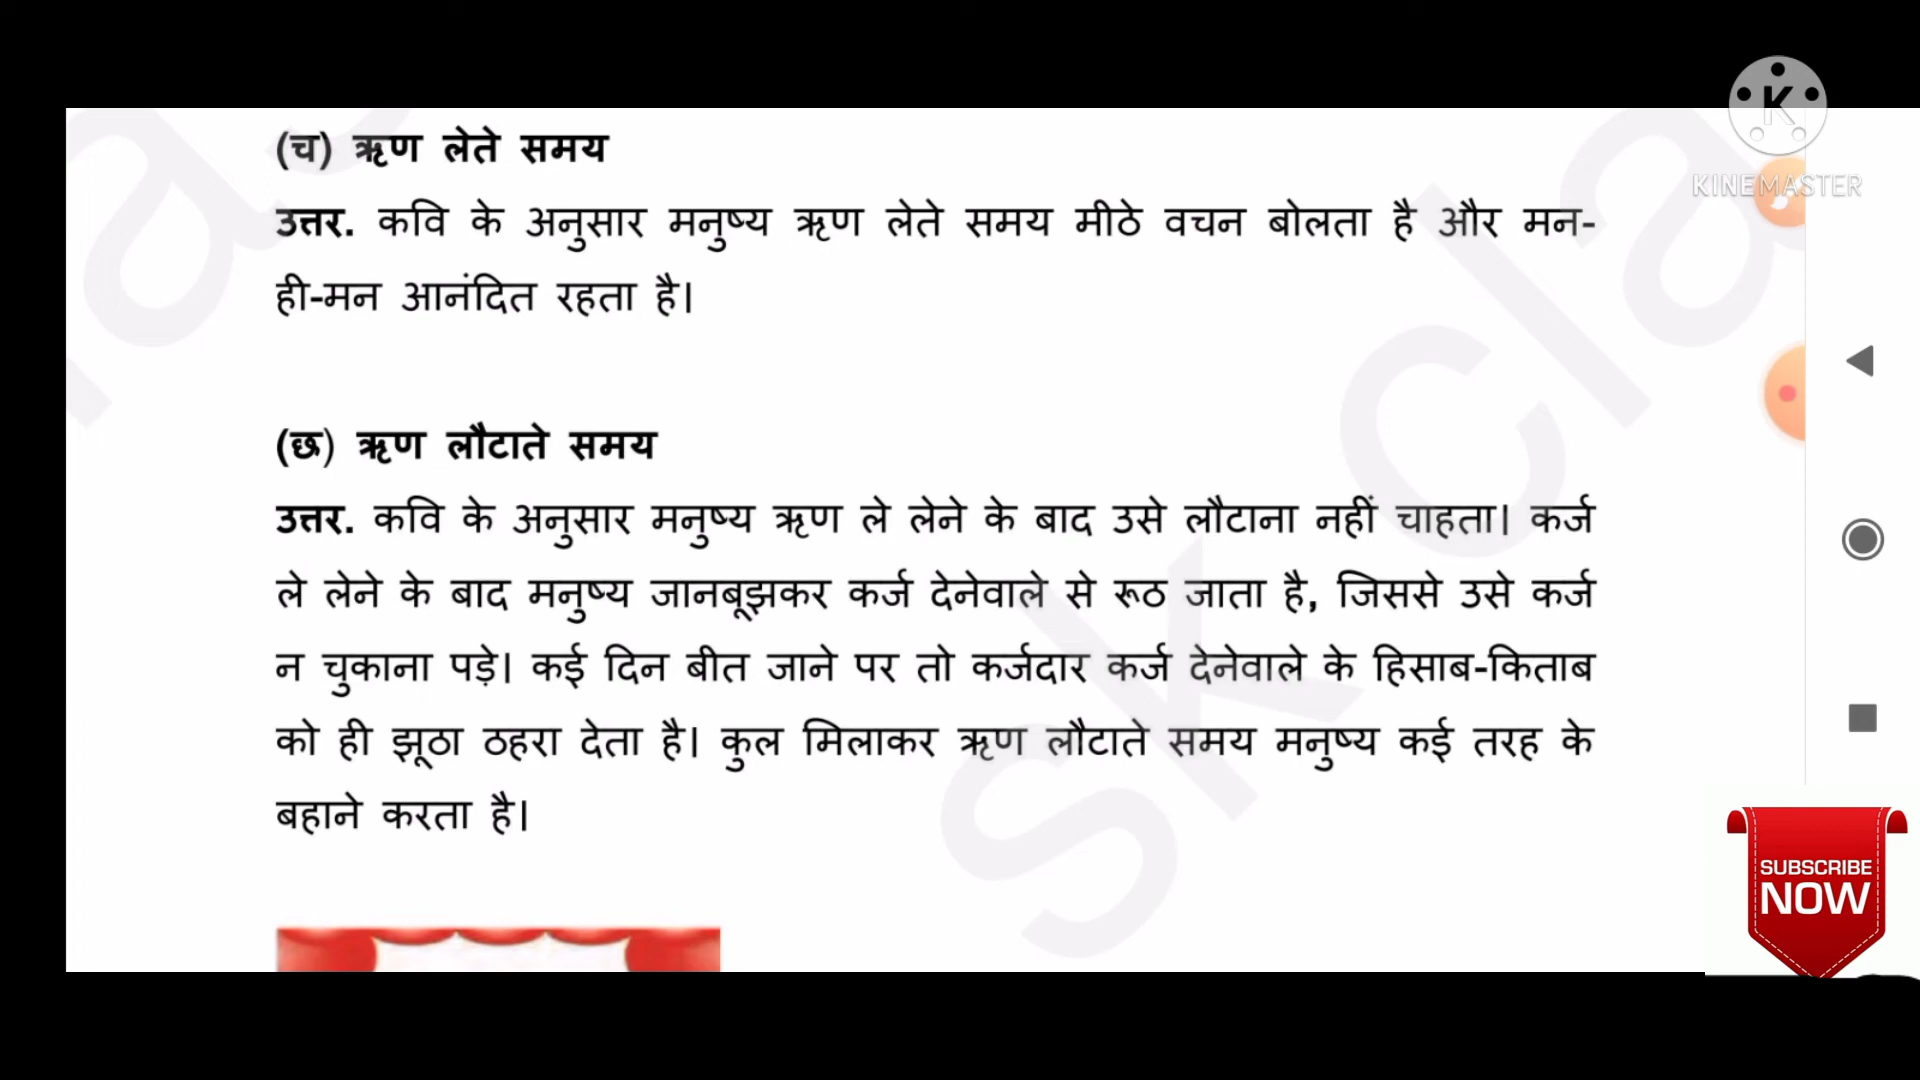 (च) ऋण लेते समय
उत्तर. कवि के अनुसार मनुष्य ऋण लेते समय मीठे वचन बोलता है और मन-
ही-मन आनंदित रहता है।
(छ) ऋण लौटाते समय
उत्तर. कवि के अनुसार मनुष्य ऋण ले लेने के बाद उसे लौटाना नहीं चाहता। कर्ज
ले लेने के बाद मनुष्य जानबूझकर कर्ज देनेवाले से रूठ जाता है, जिससे उसे कर्ज
न चुकाना पड़े। कई दिन बीत जाने पर तो कर्जदार कर्ज देनेवाले के हिसाब-किताब
को ही झूठा ठहरा देता है। कुल मिलाकर ऋण लौटाते समय मनुष्य कई तरह के
बहाने करता है।
K
KINEMASTER
sk cla
SUBSCRIBE
NOW